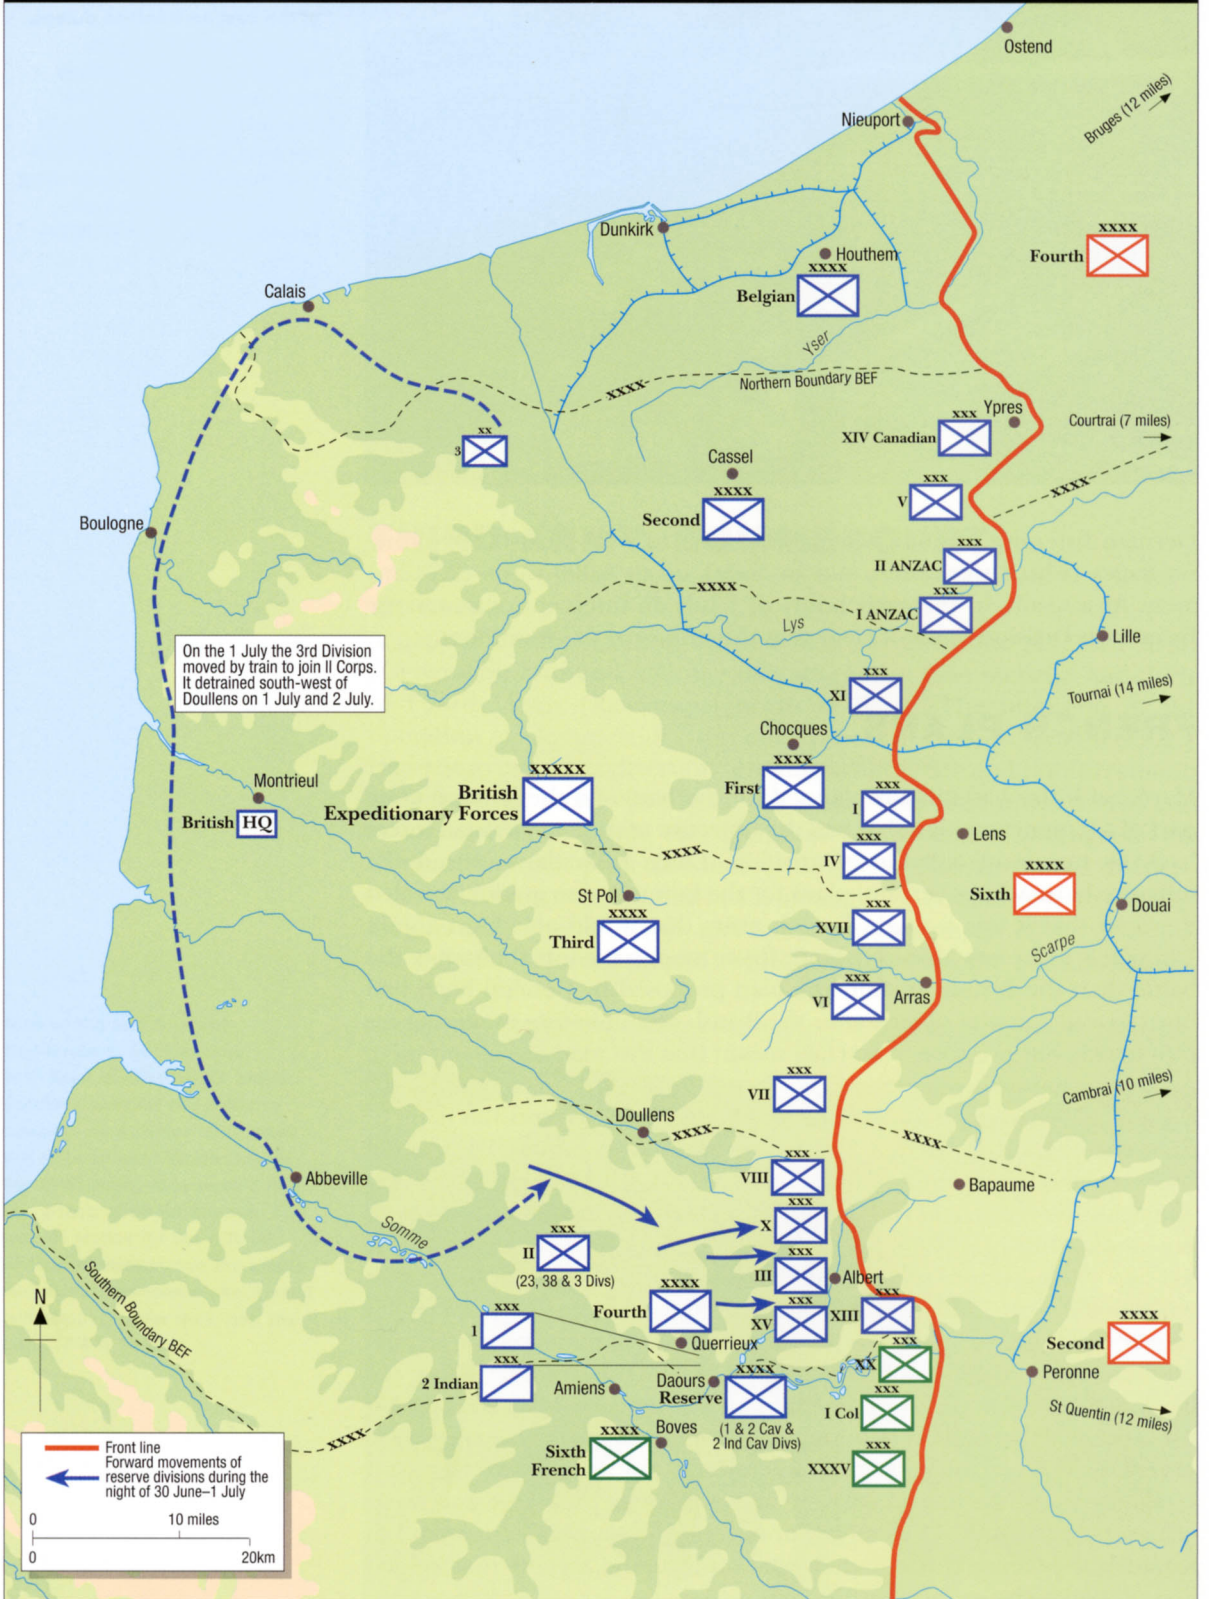 Ostend
Bruges (12 miles)
Nieuport
Dunkirk
Houthem
xxxx
Fourth
xxxx
Belgian
Calais
Yser
Northern Boundary BEF
xxxx
xx
3
Ypres
xxx
XIV Canadian
Courtrai (7 miles)
Cassel
xxxx
Second
xxx
V
xxxx
Boulogne
xxx
II ANZAC
xxxx
xxx
I ANZAC
Lys
Lille
On the 1 July the 3rd Division
moved by train to join II Corps.
It detrained south-west of
Doullens on 1 July and 2 July.
xxx
XI
Tournai (14 miles)
Chocques
xxxx
First
Montrieul
British HQ
xxxxx
British
Expeditionary Forces
xxx
I
Lens
xxx
IV
xxxx
xxxx
Sixth
St Pol
xxxx
Third
xxx
XVII
Douai
Scarpe
xxx
VI
Arras
xxx
VII
Cambrai (10 miles)
Doullens
xxxx
xxxx
xxx
VIII
Abbeville
Bapaume
xxx
X
Somme
xxx
II
(23, 38 & 3 Divs)
xxx
III
Albert
Southern Boundary BEF
N
xxxx
Fourth
xxx
XV
xxx
XIII
xxx
1
Querrieux
xxxx
Second
xxx
2 Indian
xxx
XX
Peronne
Amiens
Daours
xxxx
Reserve
(1 & 2 Cav &
2 Ind Cav Divs)
xxx
I Col
St Quentin (12 miles)
xxxx
Boves
xxxx
Sixth
French
xxx
XXXV
Front line
Forward movements of
reserve divisions during the
night of 30 June–1 July
0 10 miles
0 20km